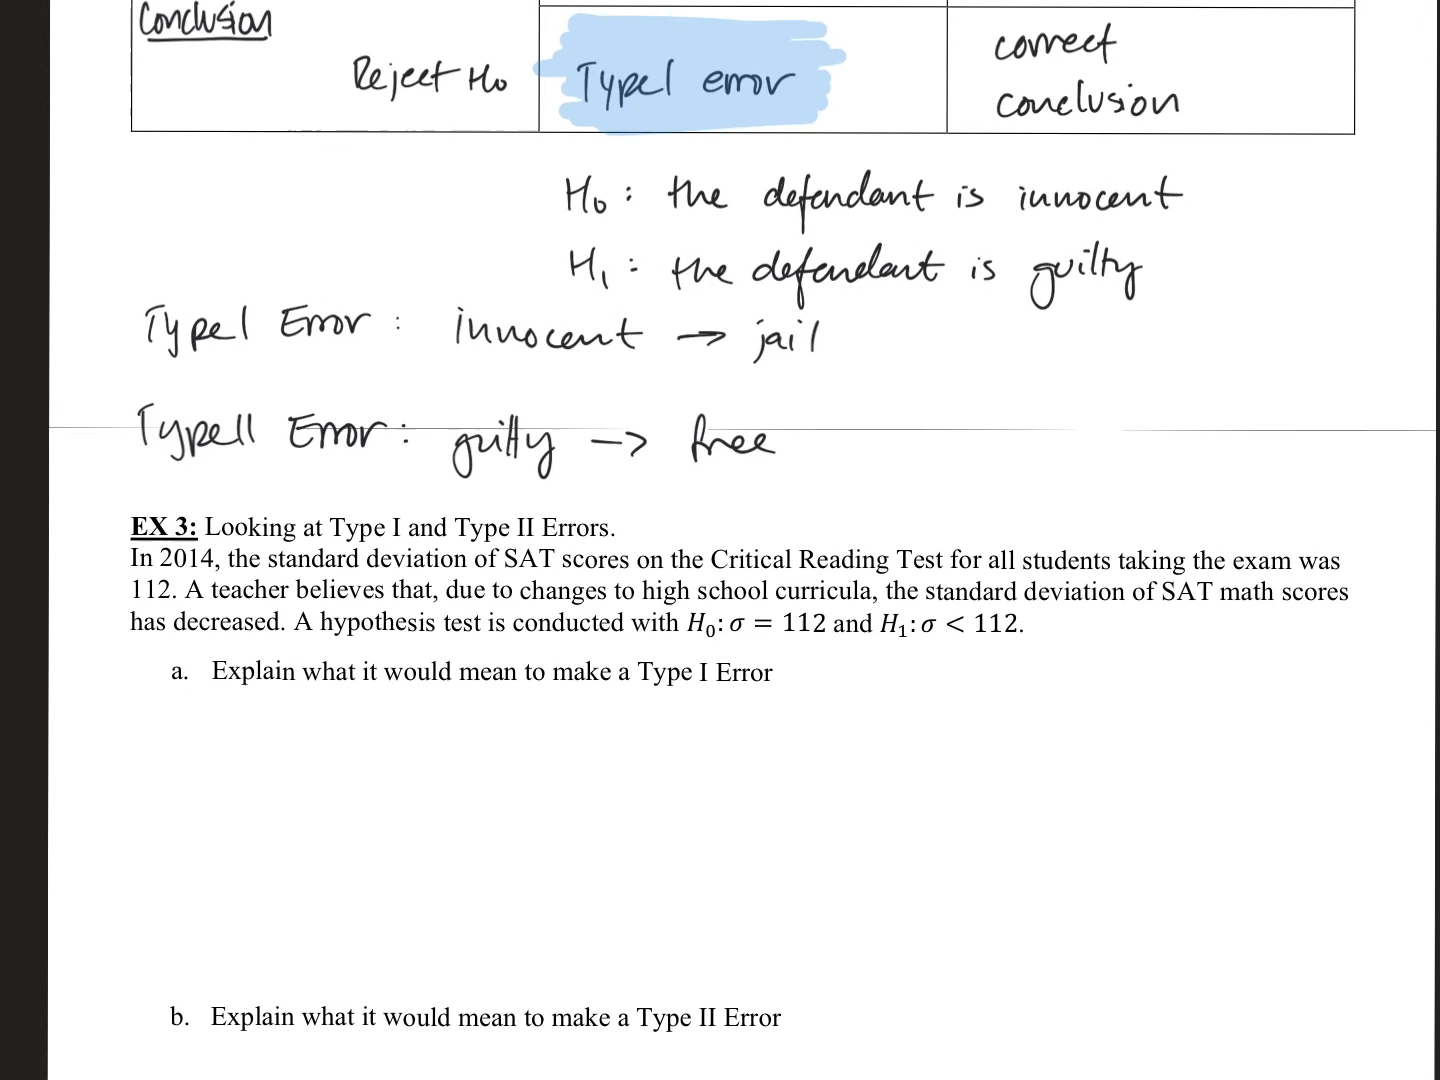 Conclusion
Reject H₀ Type I error correct conclusion
H₀ : the defendant is innocent
H₁ : the defendant is guilty
Type I Error : innocent → jail
Type II Error : guilty → free
EX 3: Looking at Type I and Type II Errors.
In 2014, the standard deviation of SAT scores on the Critical Reading Test for all students taking the exam was
112. A teacher believes that, due to changes to high school curricula, the standard deviation of SAT math scores
has decreased. A hypothesis test is conducted with H₀: σ = 112 and H₁: σ < 112.
a. Explain what it would mean to make a Type I Error
b. Explain what it would mean to make a Type II Error